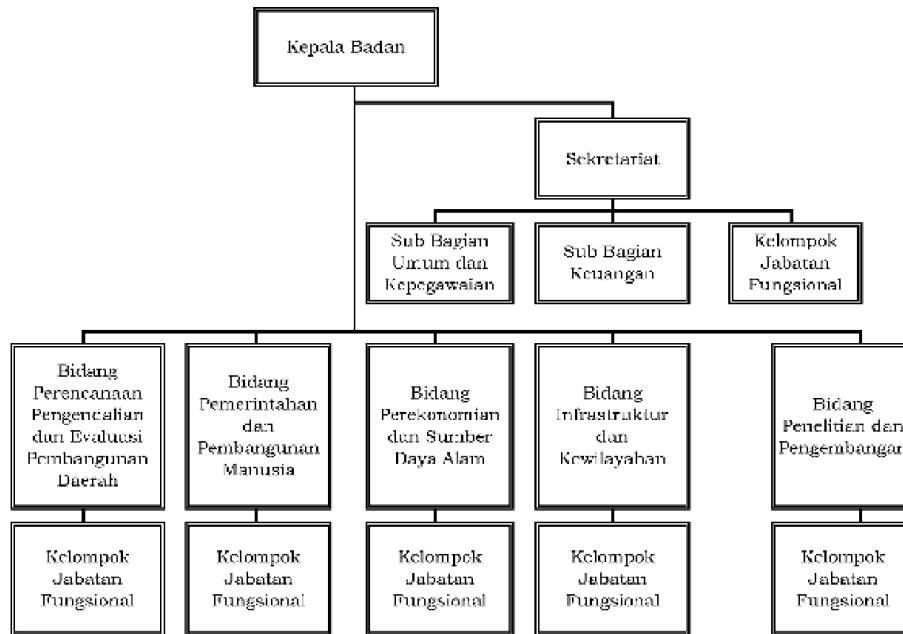 Kepala Badan
Sekretariat
Sub Bagian
Umum dan
Kepegawaian
Sub Bagian
Keuangan
Kelompok
Jabatan
Fungsional
Bidang
Perencanaan
Pengendalian
dan Evaluasi
Pembangunan
Daerah
Bidang
Pemerintahan
dan
Pembangunan
Manusia
Bidang
Perekonomian
dan Sumber
Daya Alam
Bidang
Infrastruktur
dan
Kewilayahan
Bidang
Penelitian dan
Pengembangan
Kelompok
Jabatan
Fungsional
Kelompok
Jabatan
Fungsional
Kelompok
Jabatan
Fungsional
Kelompok
Jabatan
Fungsional
Kelompok
Jabatan
Fungsional